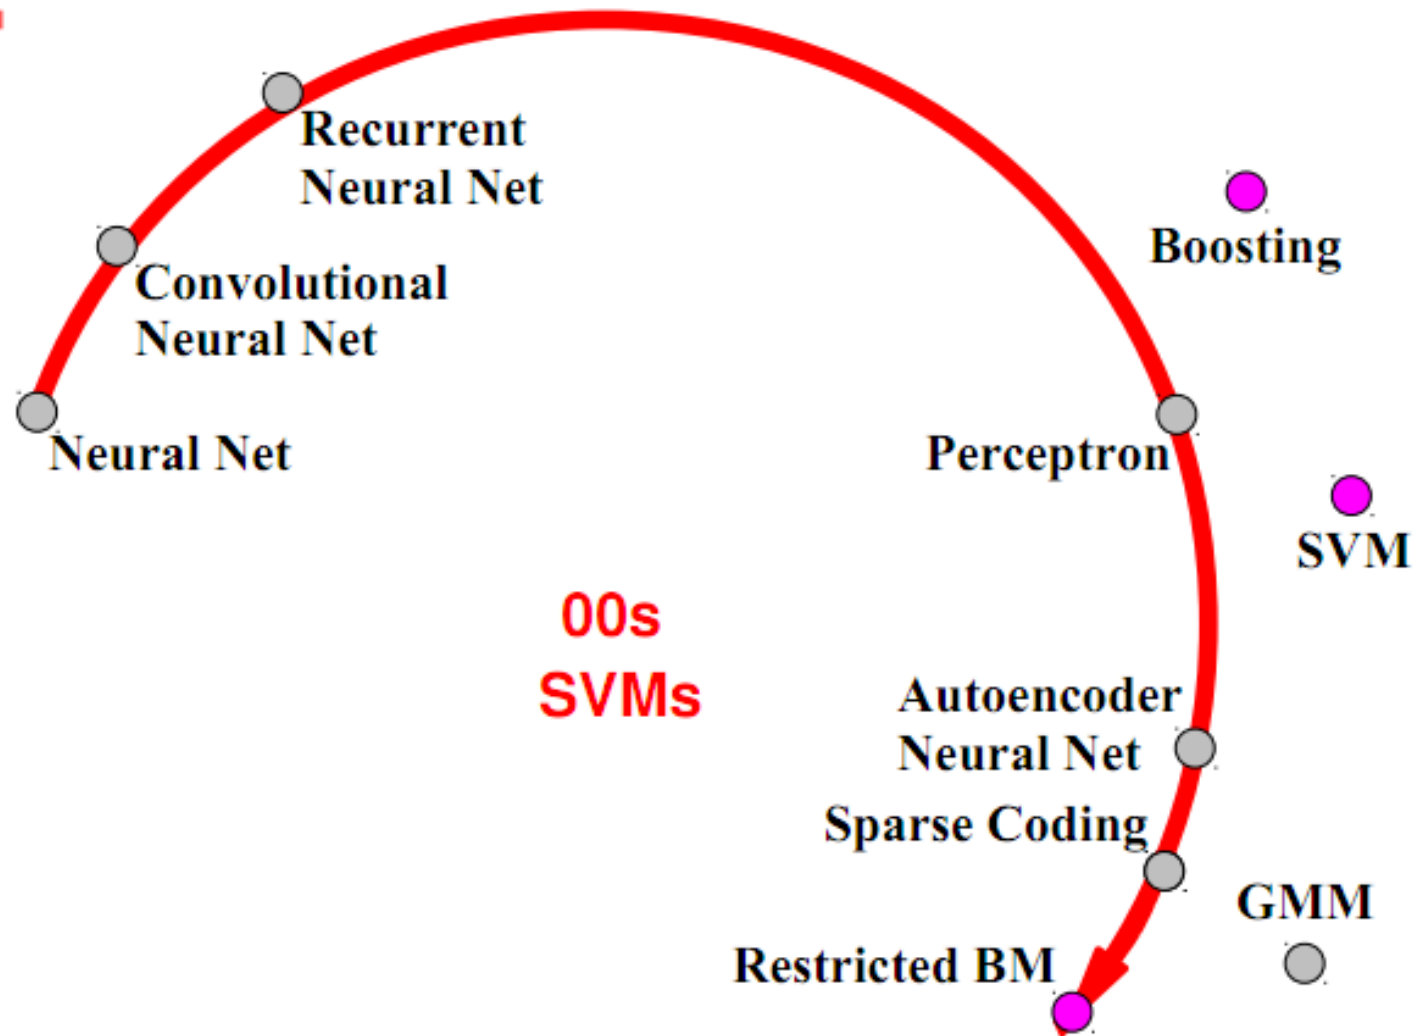 Recurrent
Neural Net
Boosting
Convolutional
Neural Net
Neural Net
Perceptron
SVM
00s
SVMs
Autoencoder
Neural Net
Sparse Coding
GMM
Restricted BM